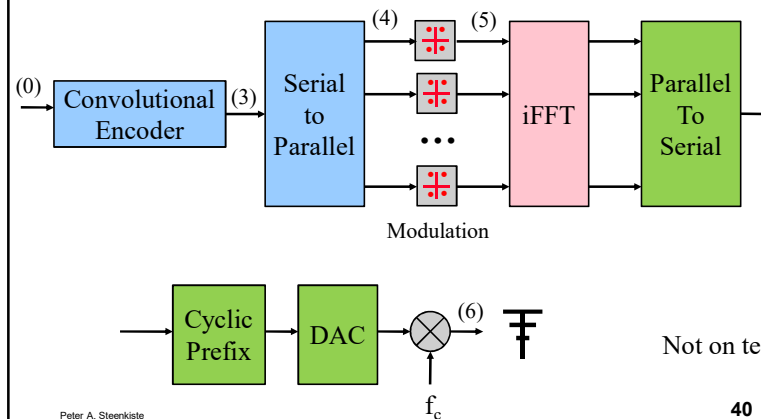 (0)
Convolutional
Encoder
(3)
Serial
to
Parallel
(4)
(5)
...
Modulation
iFFT
Parallel
To
Serial
Cyclic
Prefix
DAC
(6)
fc
Not on te
Peter A. Steenkiste
40